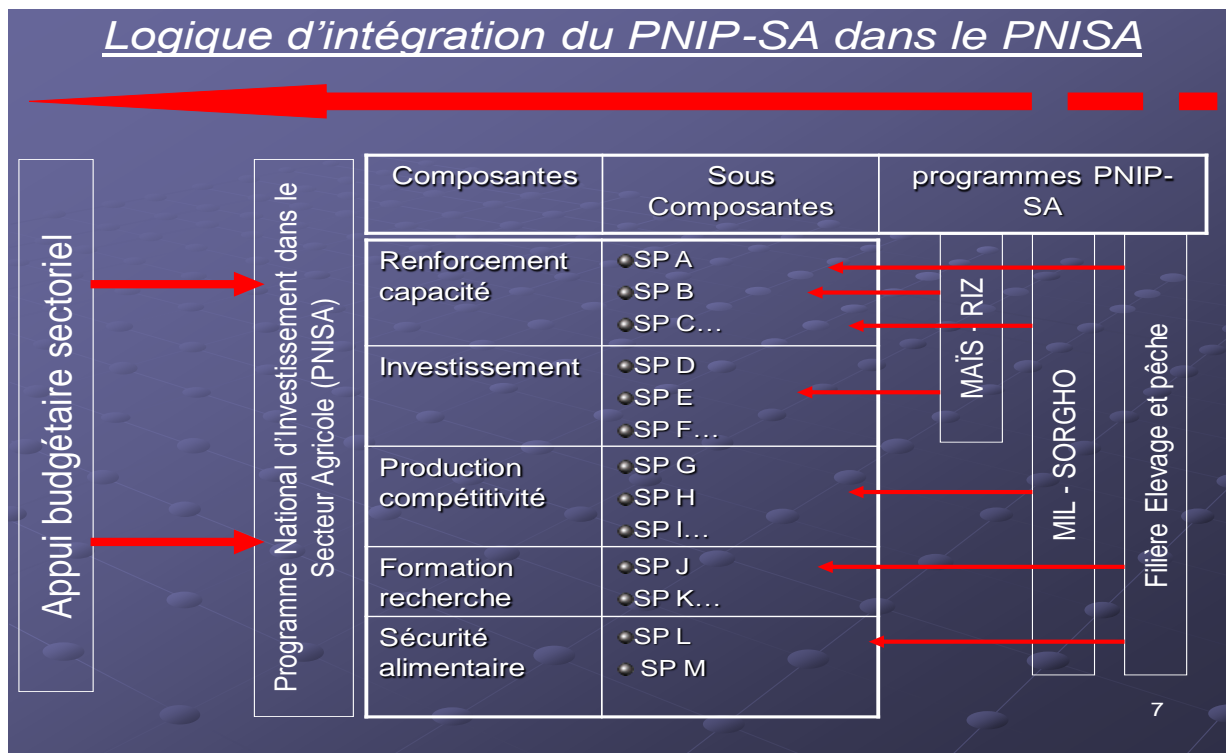 Logique d'intégration du PNIP-SA dans le PNISA
Appui budgétaire sectoriel
Programme National d'Investissement dans le
Secteur Agricole (PNISA)
Composantes
Sous
Composantes
programmes PNIP-
SA
Renforcement
capacité
SP A
SP B
SP C...
Investissement
SP D
SP E
SP F...
Production
compétitivité
SP G
SP H
SP I...
Formation
recherche
SP J
SP K...
Sécurité
alimentaire
SP L
SP M
MAÏS - RIZ
MIL - SORGHO
Filière Elevage et pêche
7